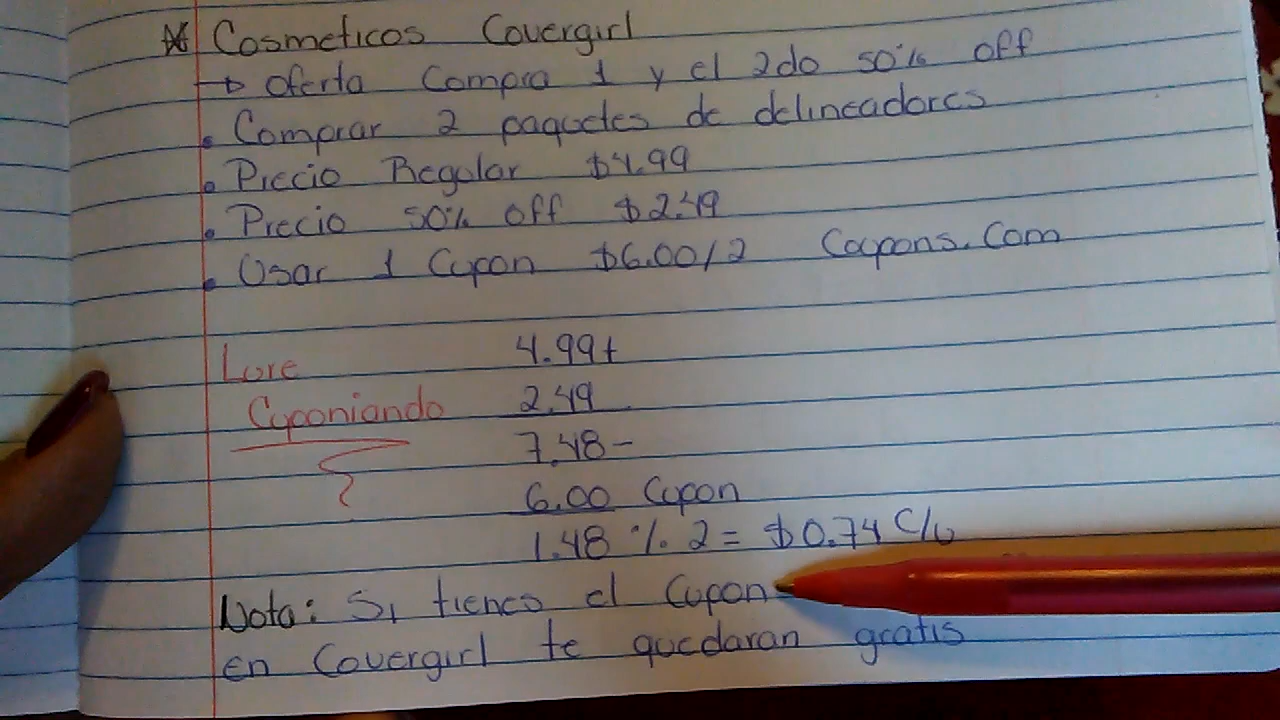 * Cosmeticos Covergirl
→ Oferta Compra 1 y el 2do 50% off
• Comprar 2 paquetes de delineadores
• Precio Regular $4.99
• Precio 50% off $2.49
• Usar 1 Cupon $6.00/2 Coupons.Com
Lore
Cuponiando
4.99+
2.49
7.48-
6.00 Cupon
1.48 % 2 = $0.74 C/u
Nota: Si tienes el Cupon
en Covergirl te quedaran gratis